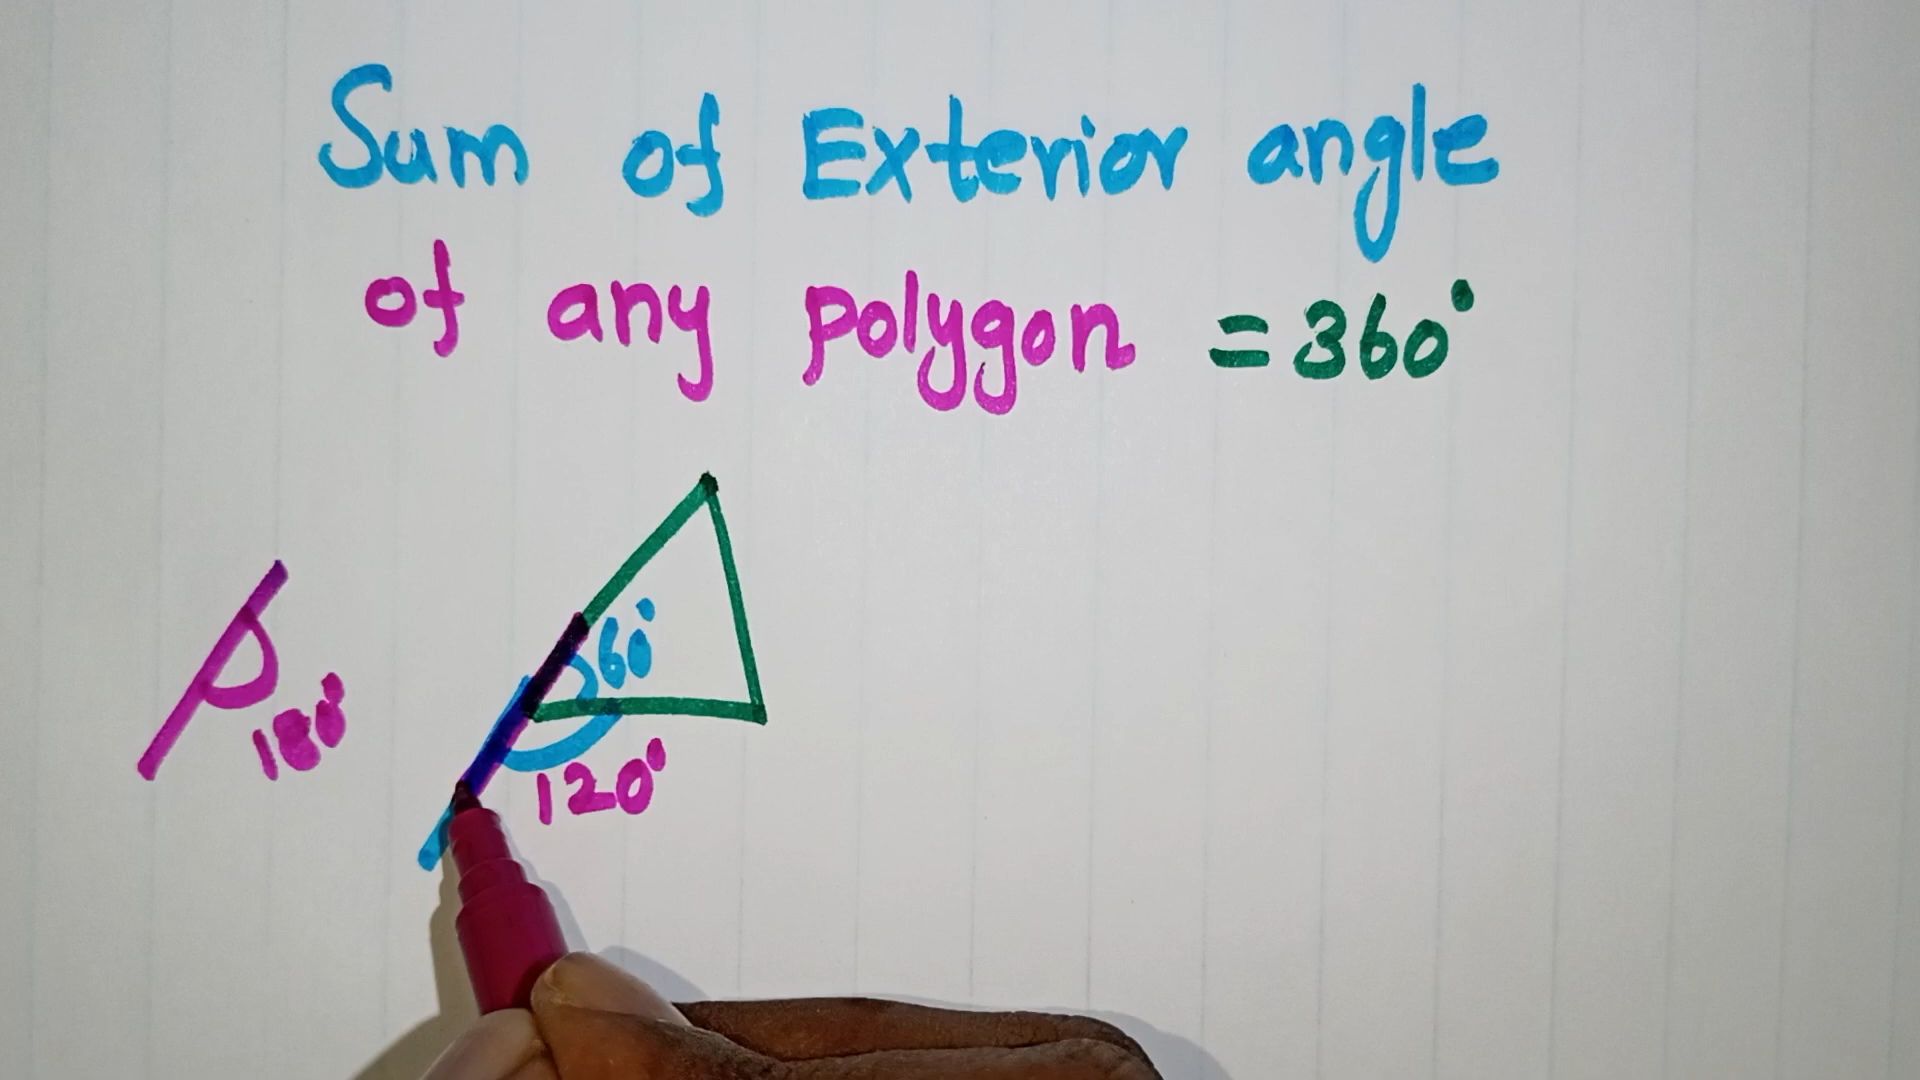 Sum of Exterior angle
of any polygon = 360°
60°
180°
120°